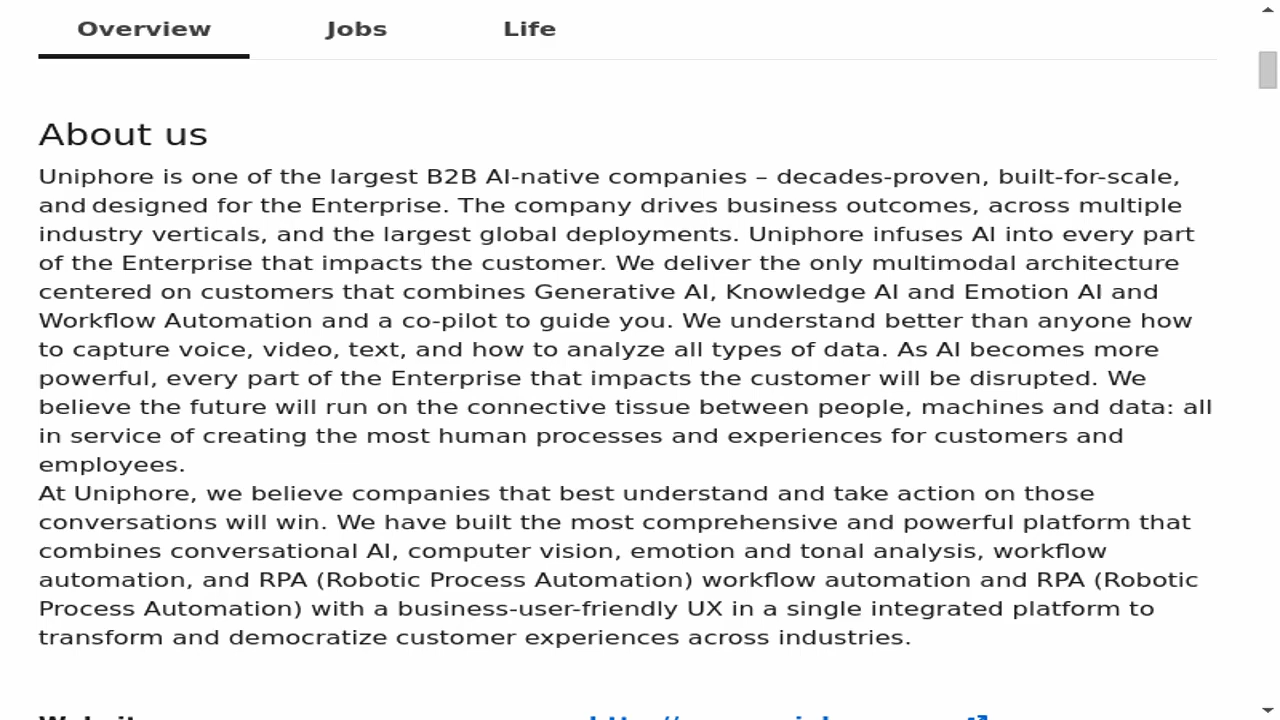 Overview Jobs Life
About us
Uniphore is one of the largest B2B AI-native companies – decades-proven, built-for-scale,
and designed for the Enterprise. The company drives business outcomes, across multiple
industry verticals, and the largest global deployments. Uniphore infuses AI into every part
of the Enterprise that impacts the customer. We deliver the only multimodal architecture
centered on customers that combines Generative AI, Knowledge AI and Emotion AI and
Workflow Automation and a co-pilot to guide you. We understand better than anyone how
to capture voice, video, text, and how to analyze all types of data. As AI becomes more
powerful, every part of the Enterprise that impacts the customer will be disrupted. We
believe the future will run on the connective tissue between people, machines and data: all
in service of creating the most human processes and experiences for customers and
employees.
At Uniphore, we believe companies that best understand and take action on those
conversations will win. We have built the most comprehensive and powerful platform that
combines conversational AI, computer vision, emotion and tonal analysis, workflow
automation, and RPA (Robotic Process Automation) workflow automation and RPA (Robotic
Process Automation) with a business-user-friendly UX in a single integrated platform to
transform and democratize customer experiences across industries.